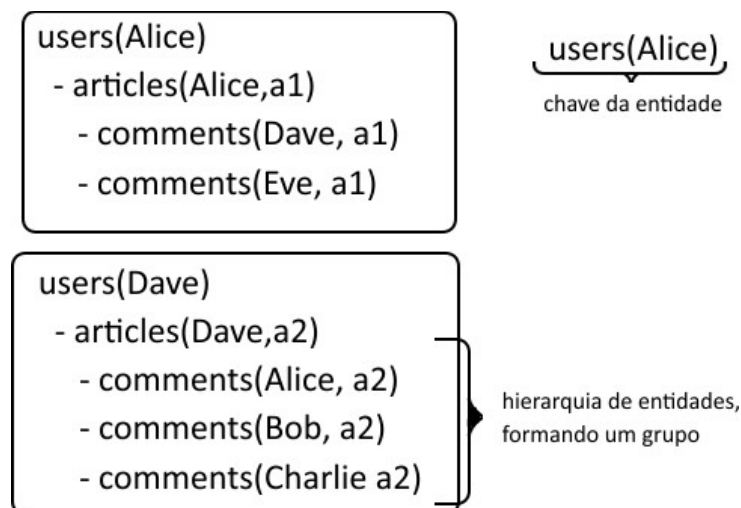 users(Alice)
- articles(Alice,a1)
- comments(Dave, a1)
- comments(Eve, a1)
users(Alice)
chave da entidade
users(Dave)
- articles(Dave,a2)
- comments(Alice, a2)
- comments(Bob, a2)
- comments(Charlie a2)
hierarquia de entidades,
formando um grupo